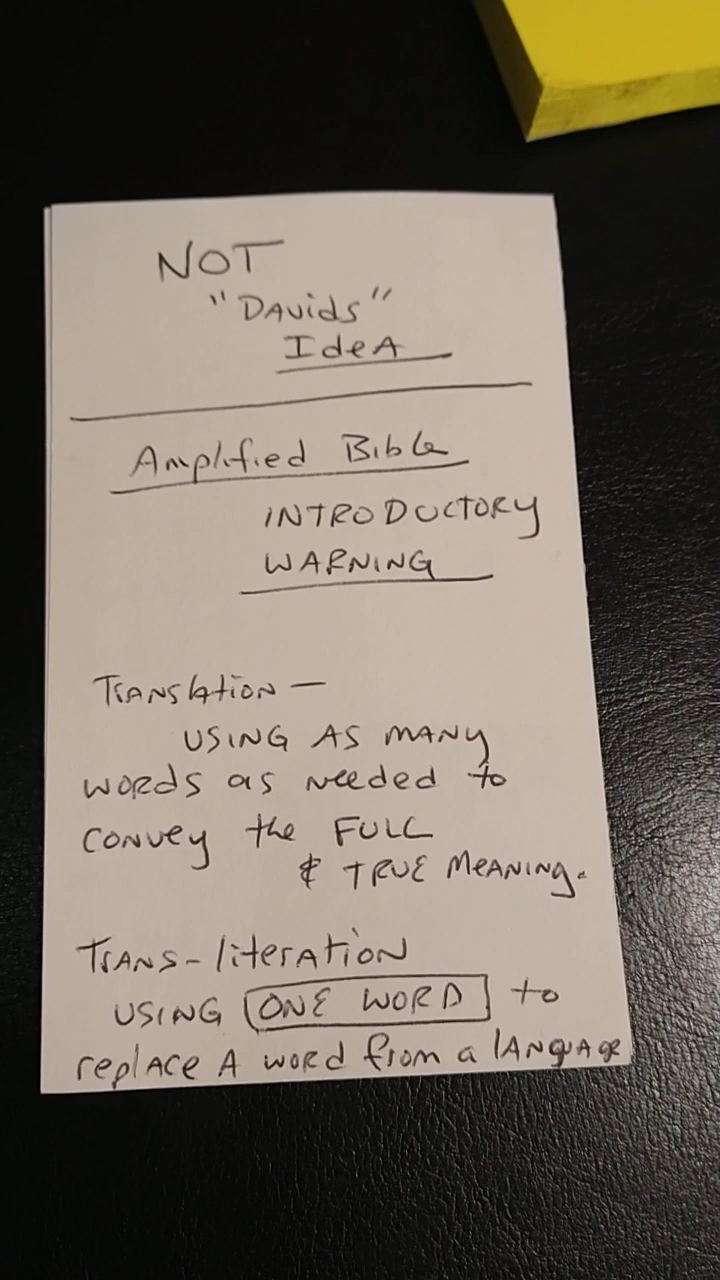 NOT
"DAvids"
IdeA
Amplified Bible
INTRODUCTORY
WARNING
TRANSlAtion —
USING AS MANY
WORds as needed to
CONVEY the FULL
& TRUE MeANING.
TRANS-literATION
USING ONE WORD to
replACE A WORD from a lANguAge